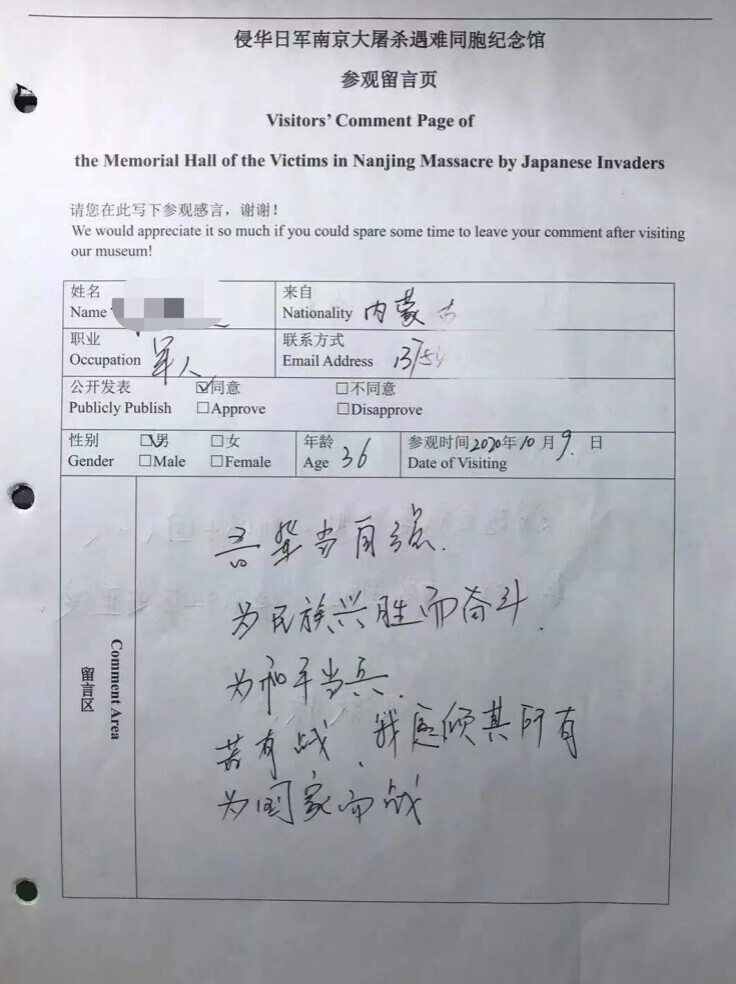 侵华日军南京大屠杀遇难同胞纪念馆
参观留言页
Visitors' Comment Page of
the Memorial Hall of the Victims in Nanjing Massacre by Japanese Invaders
请您在此写下参观感言，谢谢！
We would appreciate it so much if you could spare some time to leave your comment after visiting
our museum!
姓名
Name
来自
Nationality 内蒙古
职业
Occupation 军人
联系方式
Email Address 13754
公开发表
Publicly Publish
☑同意
☐Approve
☐不同意
☐Disapprove
性别
Gender
☑男
☐Male
☐女
☐Female
年龄
Age 36
参观时间2020年10月9.日
Date of Visiting
Comment Area
留言区
吾辈当自强.
为民族兴胜而奋斗.
为和平当兵.
若有战、我愿倾其所有
为国家而战